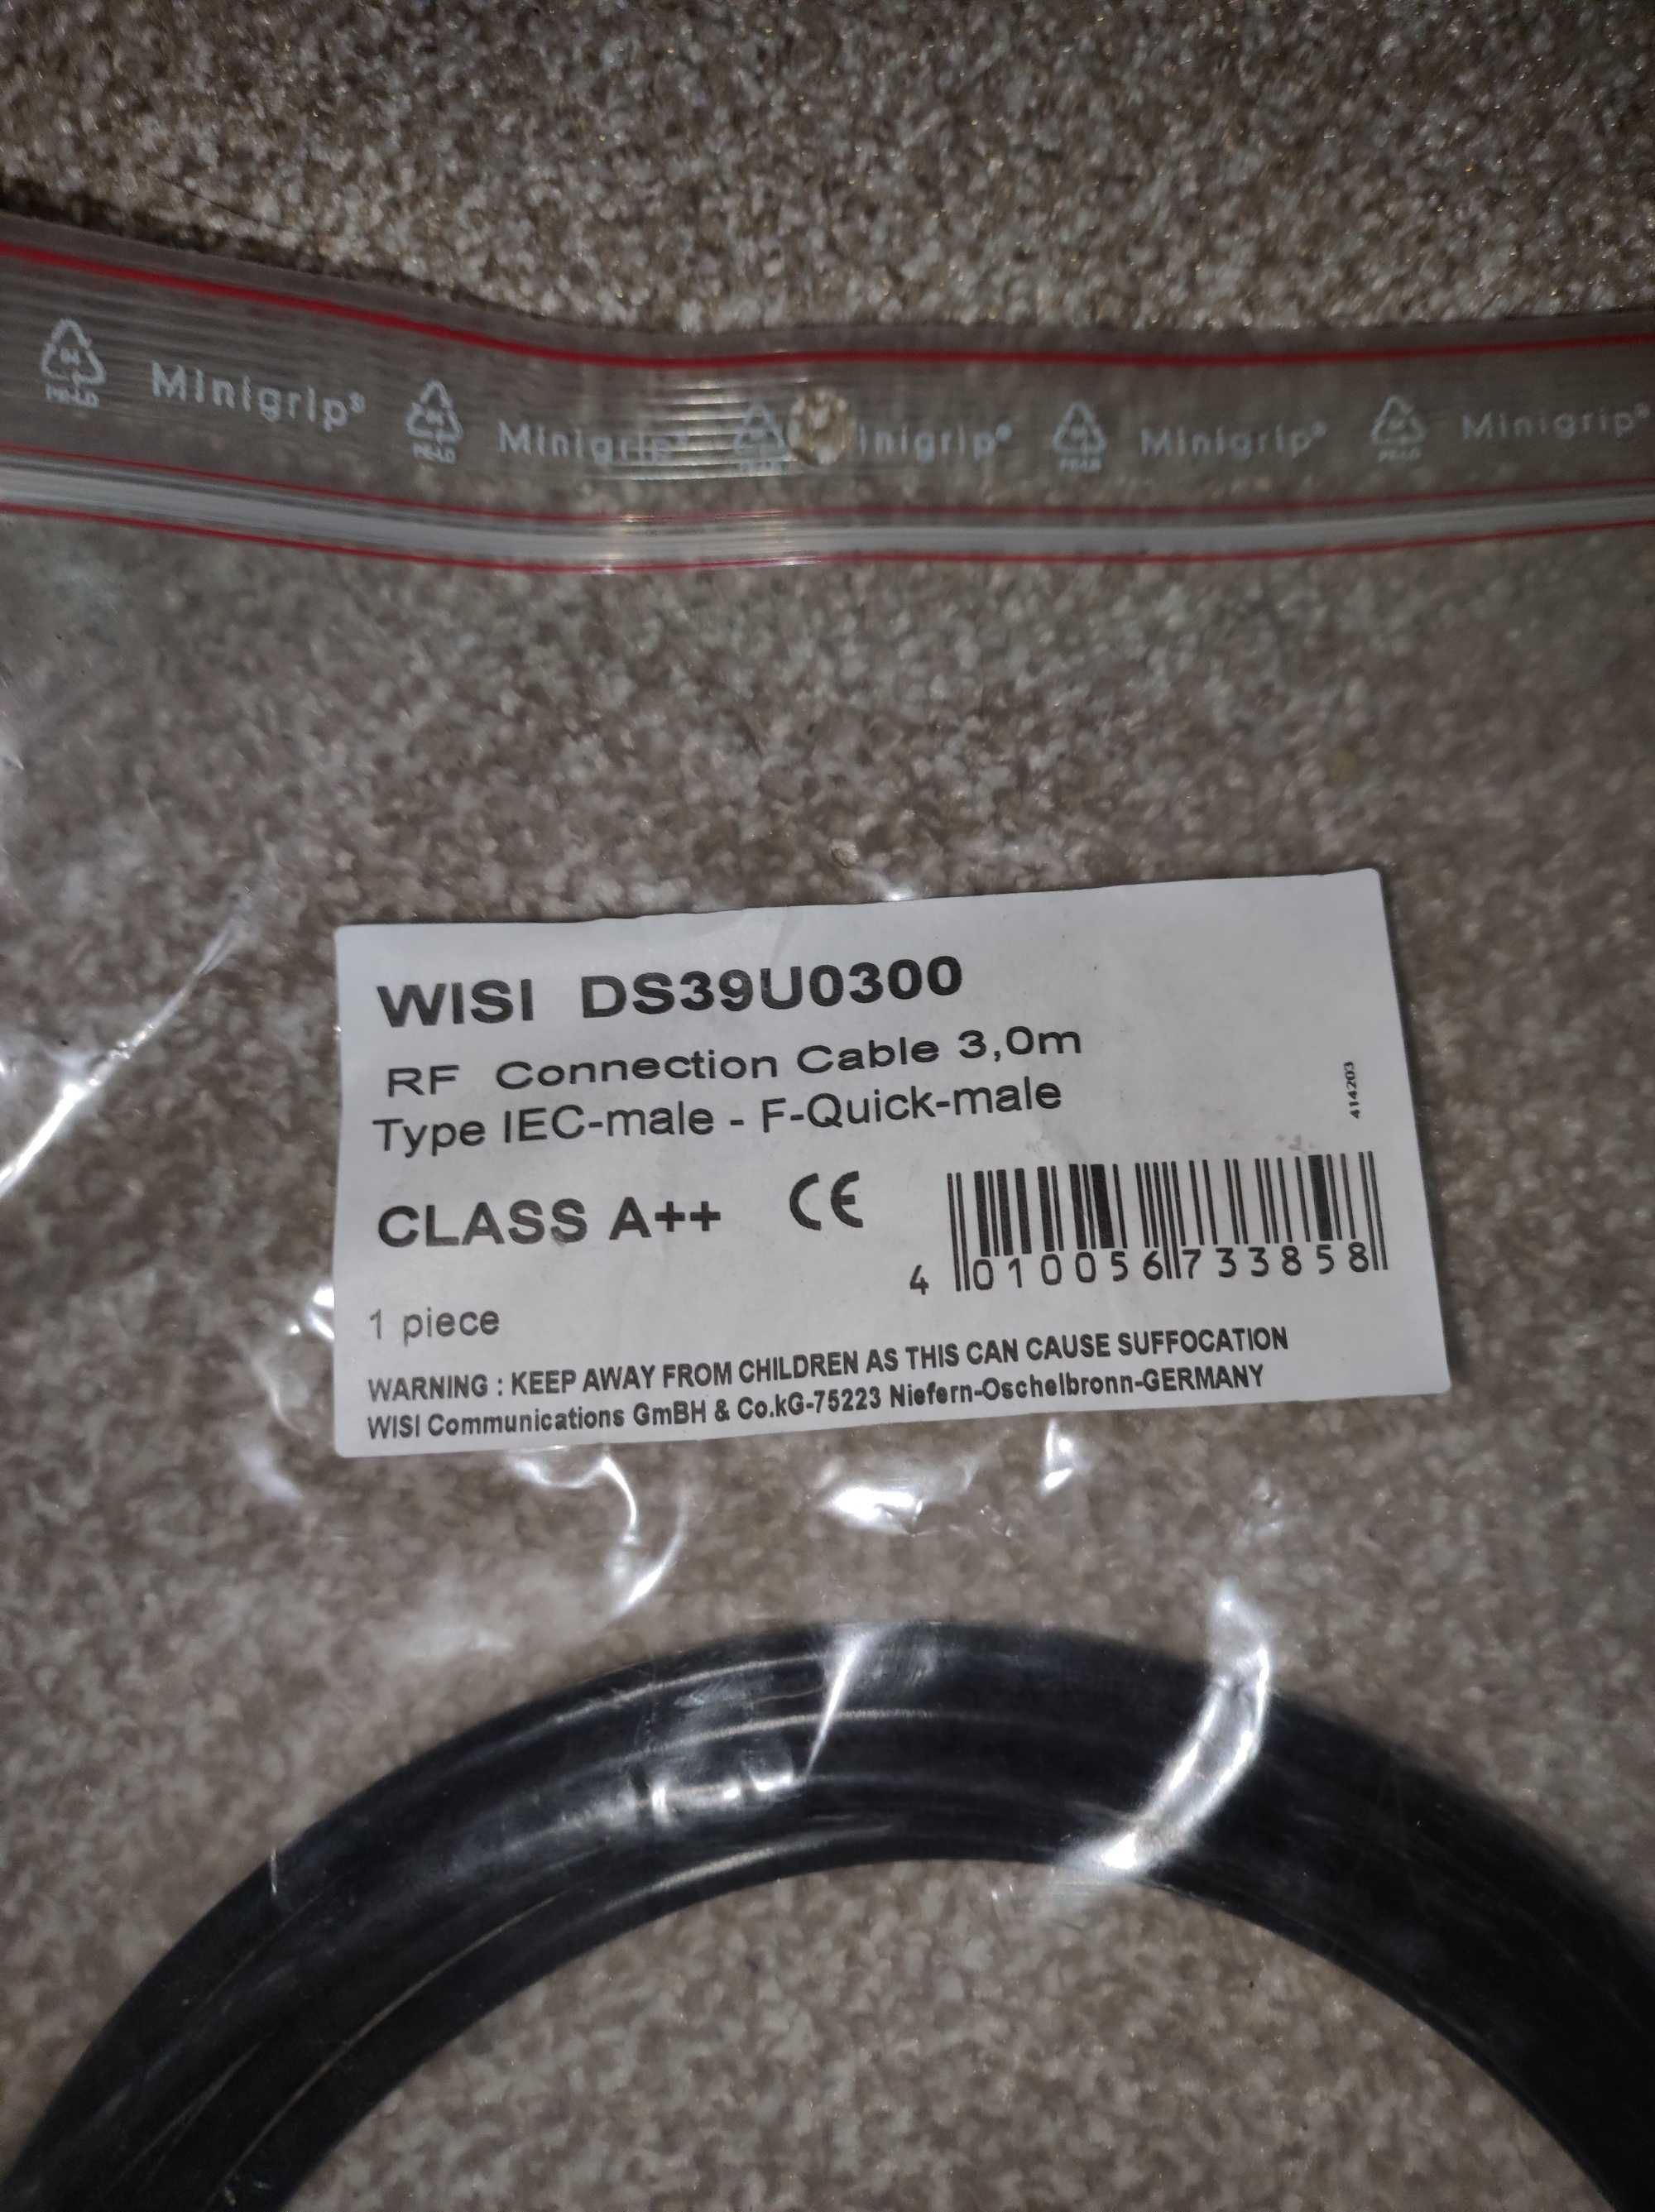 Minigrip® Minigrip® inigrip® Minigrip® Minigrip®
WISI DS39U0300
RF Connection Cable 3,0m
Type IEC-male - F-Quick-male
414203
CLASS A++ CE
4 010056 733858
1 piece
WARNING : KEEP AWAY FROM CHILDREN AS THIS CAN CAUSE SUFFOCATION
WISI Communications GmBH & Co.kG-75223 Niefern-Oschelbronn-GERMANY